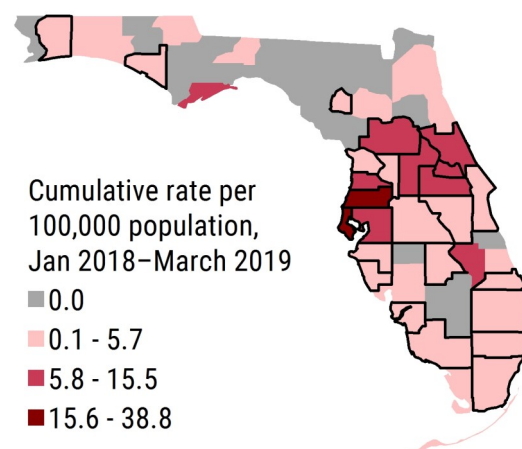 Cumulative rate per
100,000 population,
Jan 2018–March 2019
0.0
0.1 - 5.7
5.8 - 15.5
15.6 - 38.8